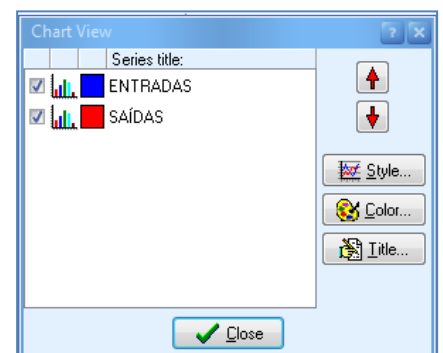 Chart View
Series title:
ENTRADAS
SAÍDAS
Style...
Color...
Title...
Close